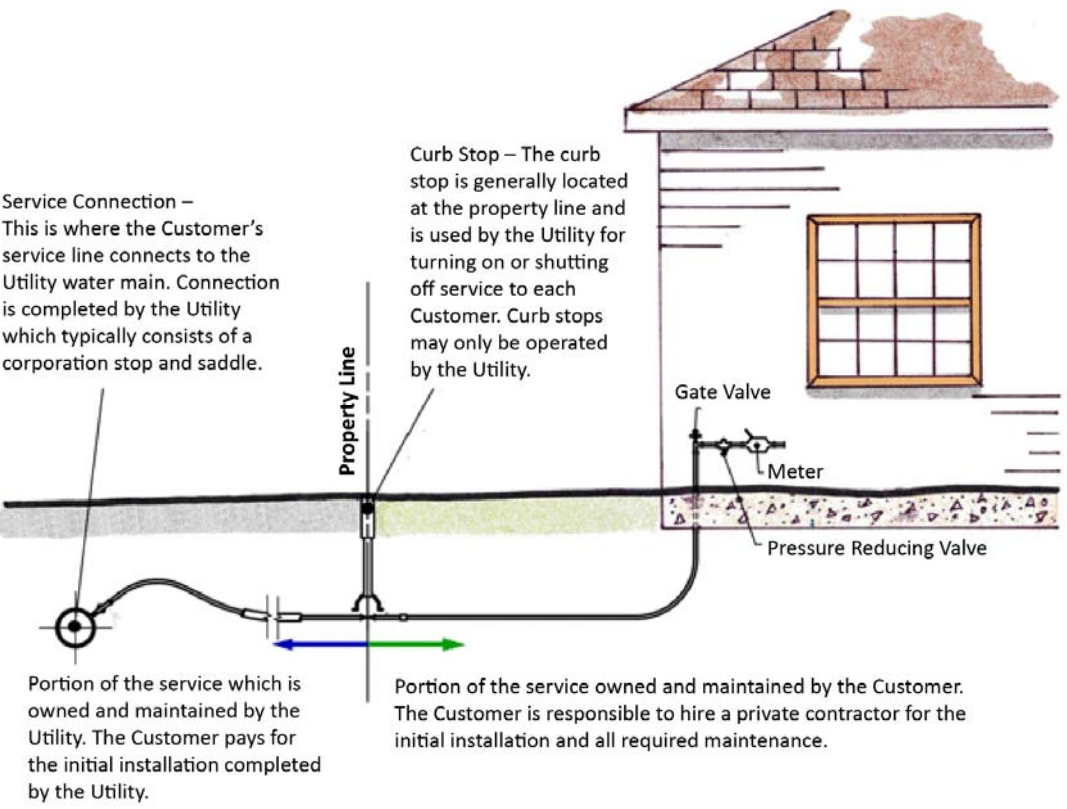 Service Connection –
This is where the Customer's
service line connects to the
Utility water main. Connection
is completed by the Utility
which typically consists of a
corporation stop and saddle.
Curb Stop – The curb
stop is generally located
at the property line and
is used by the Utility for
turning on or shutting
off service to each
Customer. Curb stops
may only be operated
by the Utility.
Property Line
Gate Valve
Meter
Pressure Reducing Valve
Portion of the service which is
owned and maintained by the
Utility. The Customer pays for
the initial installation completed
by the Utility.
Portion of the service owned and maintained by the Customer.
The Customer is responsible to hire a private contractor for the
initial installation and all required maintenance.